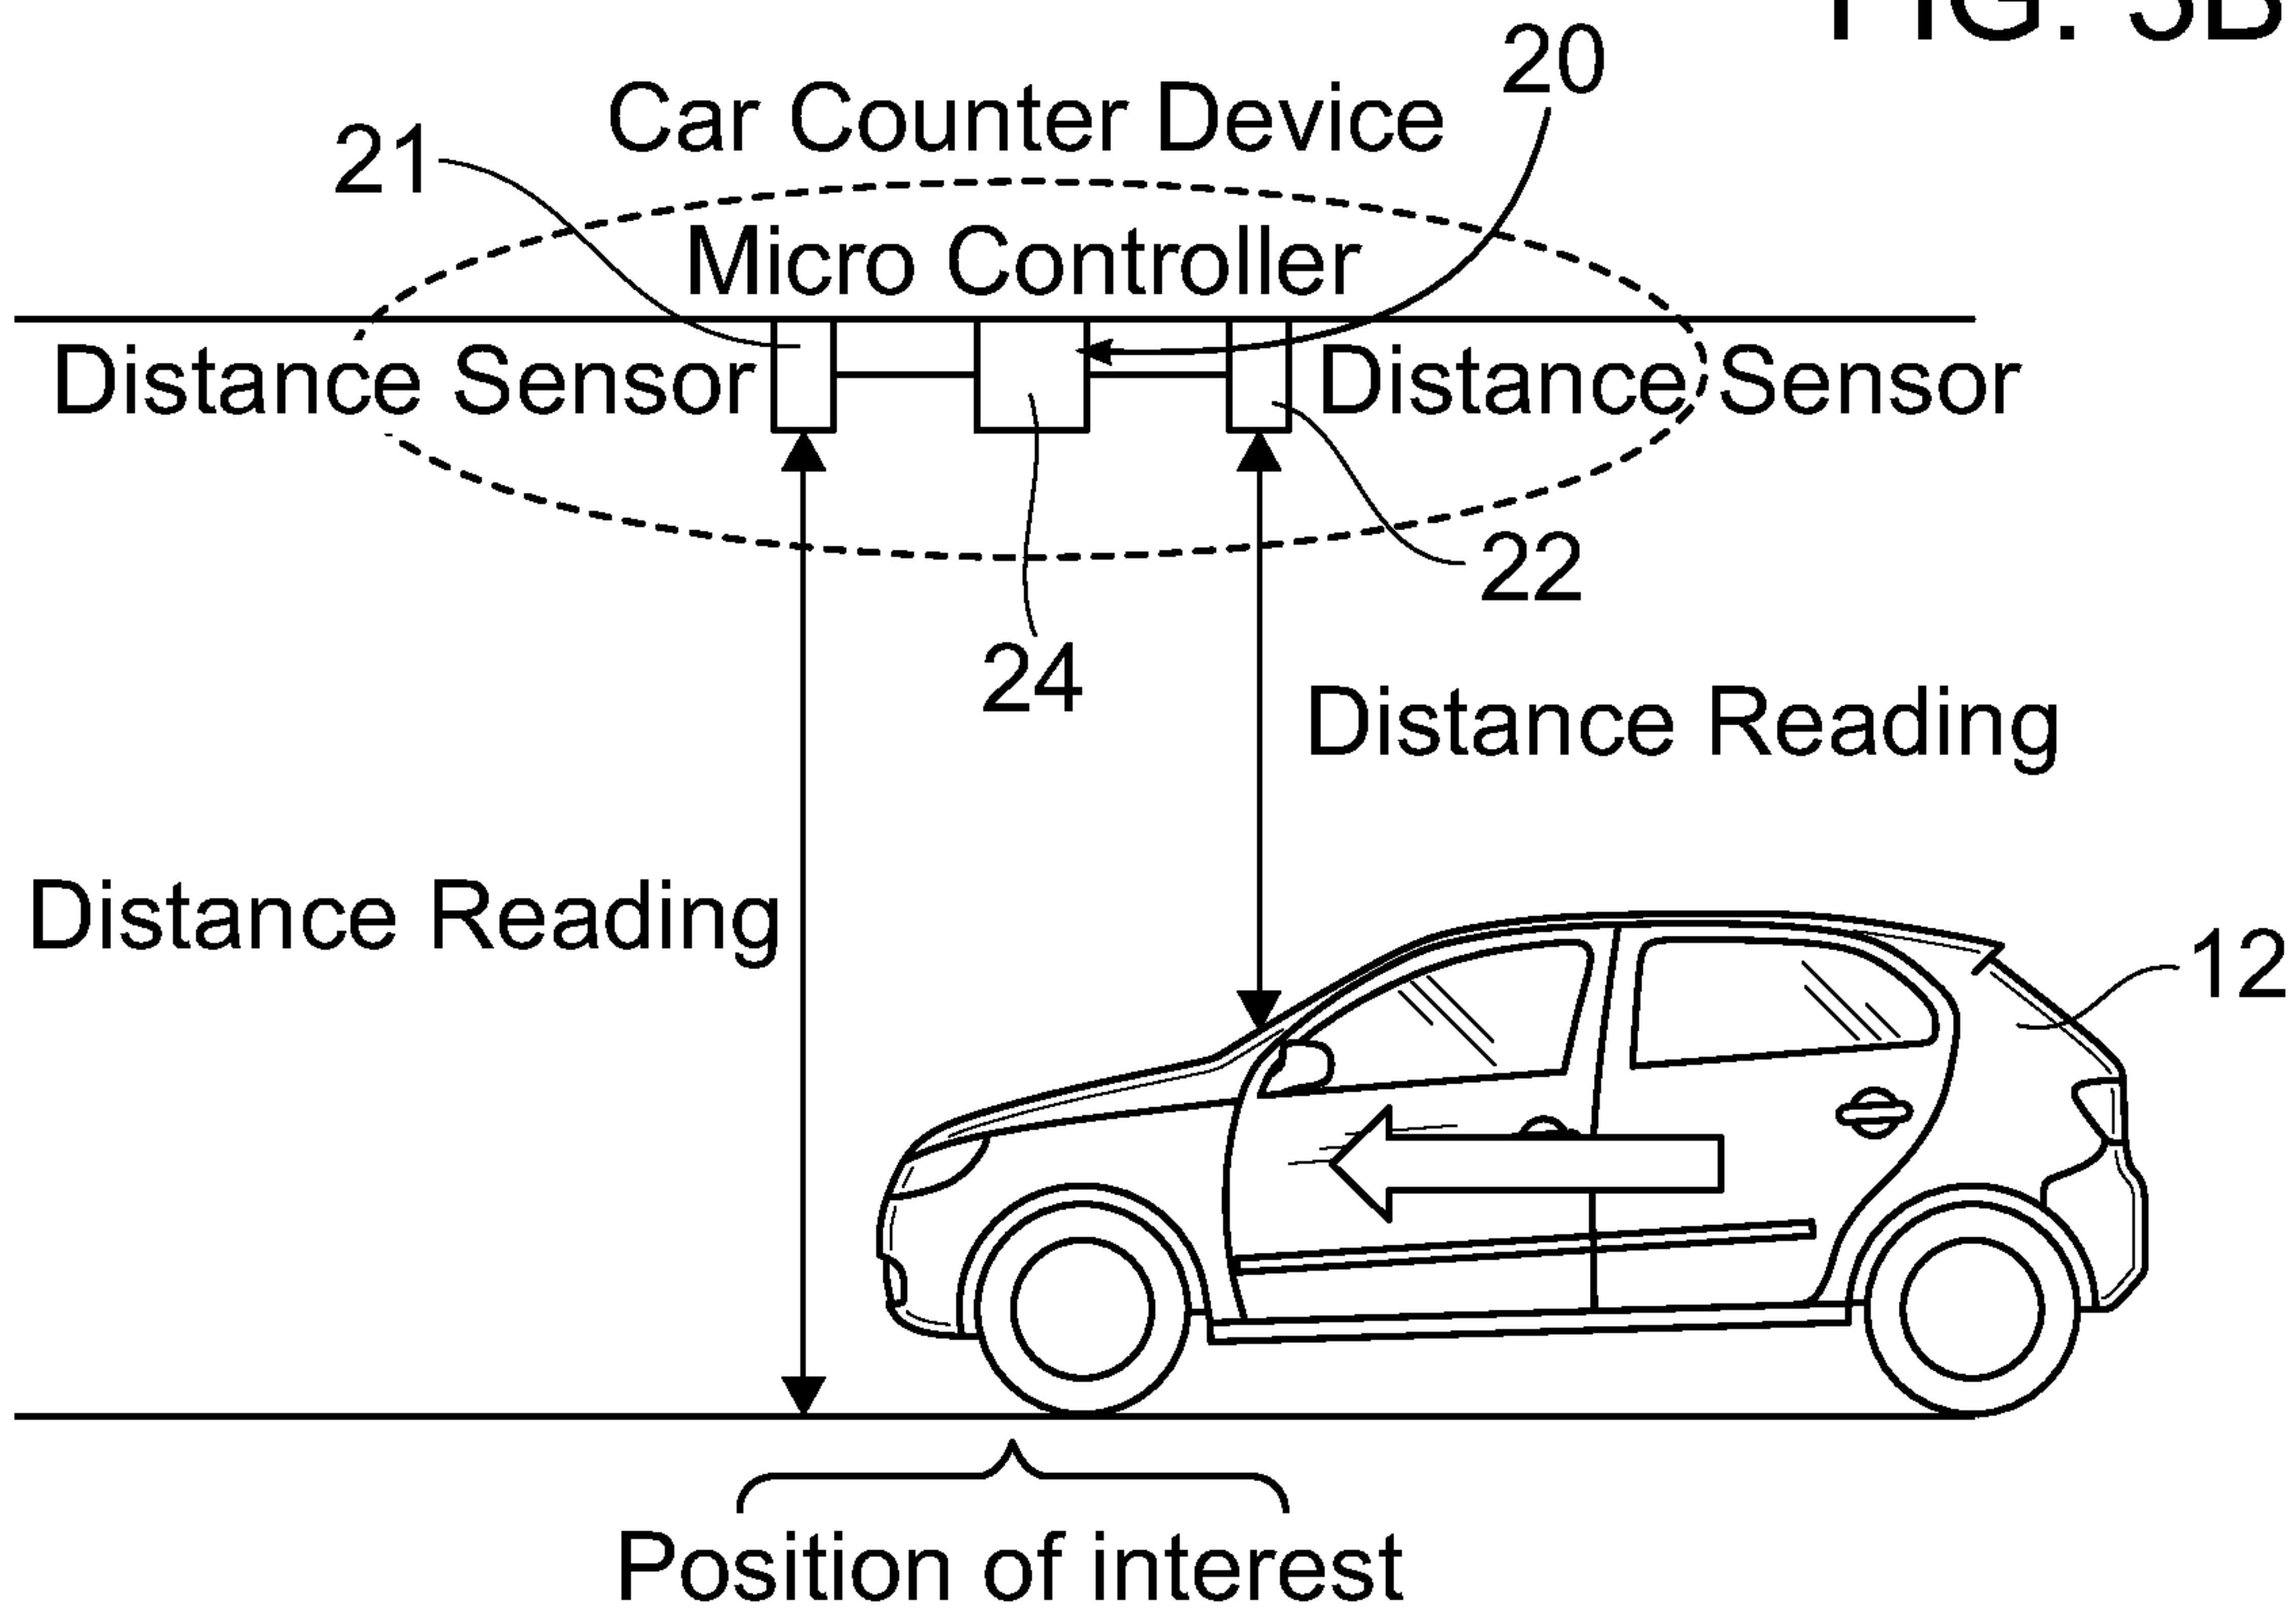 FIG. 3B
20
Car Counter Device
21
Micro Controller
Distance Sensor
Distance Sensor
22
24
Distance Reading
Distance Reading
12
Position of interest